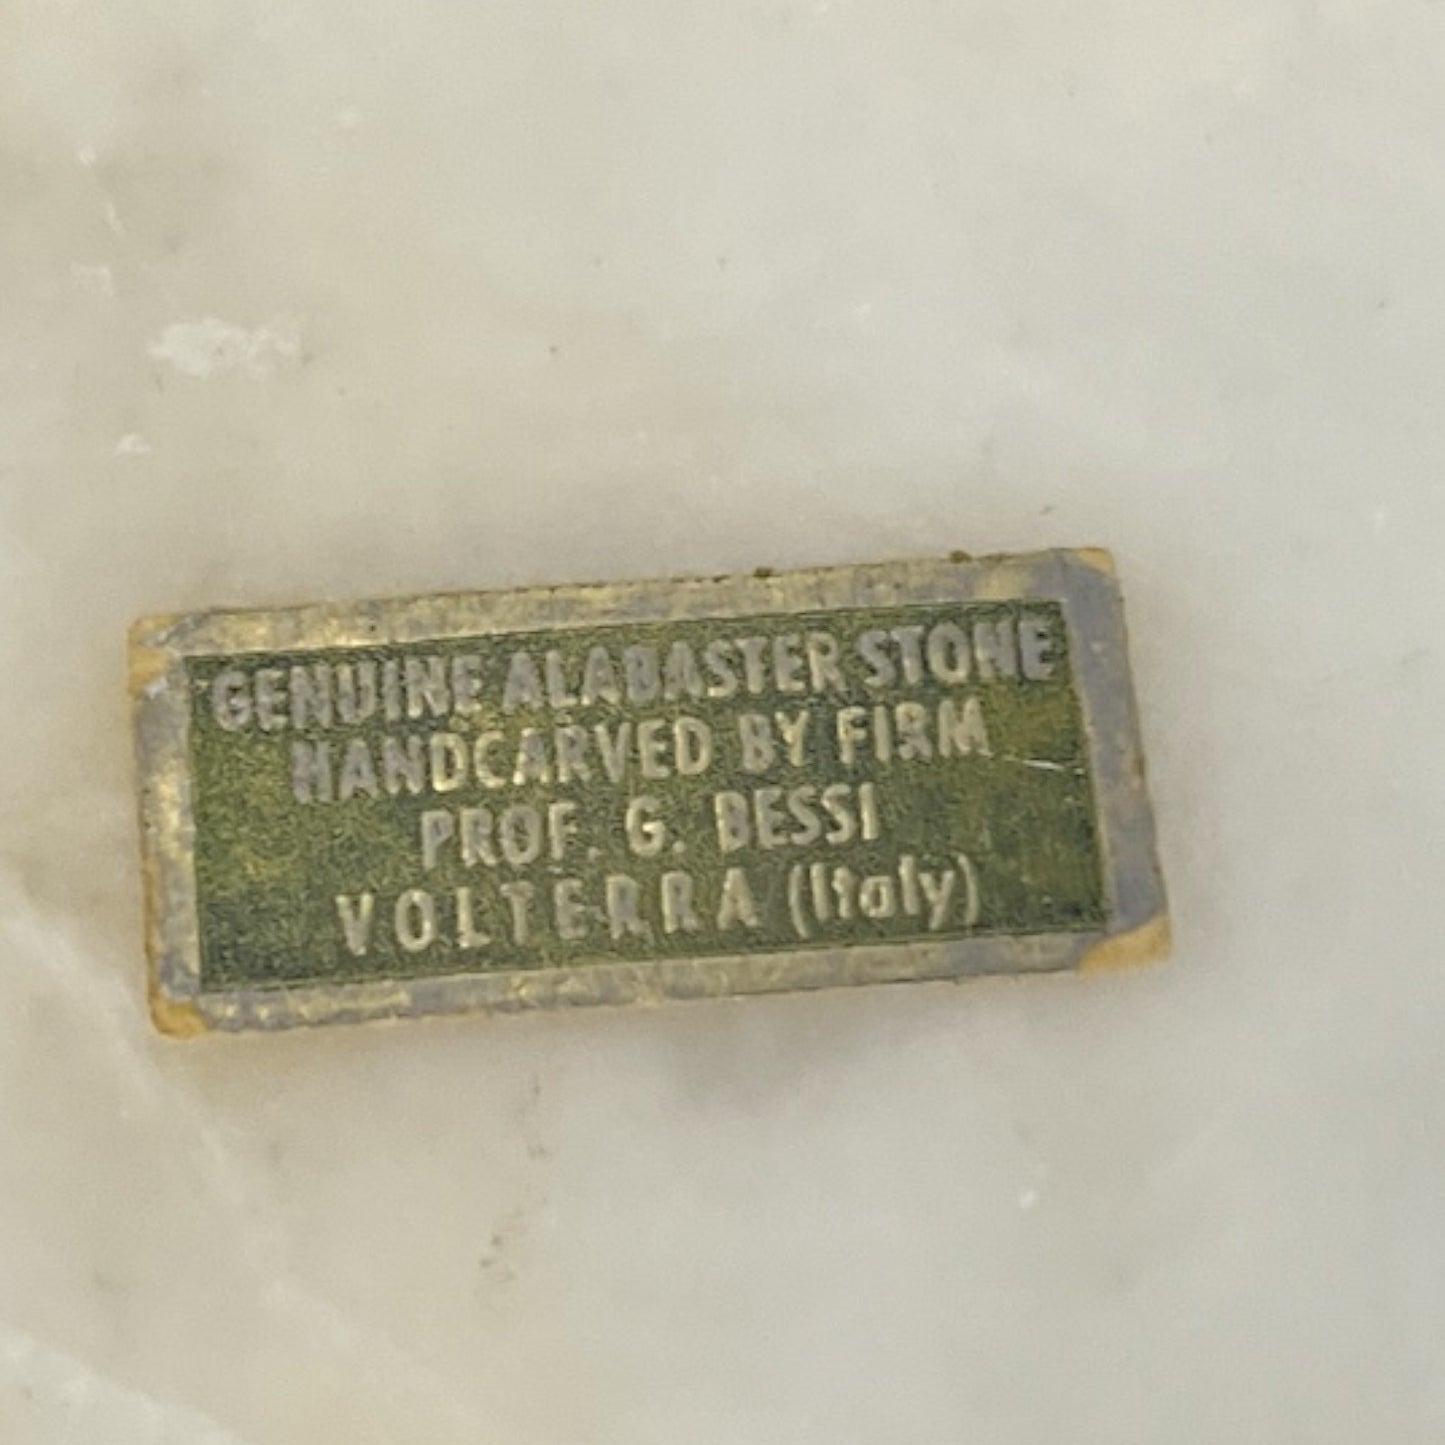 GENUINE ALABASTER STONE
HANDCARVED BY FIRM
PROF. G. BESSI
VOLTERRA (Italy)